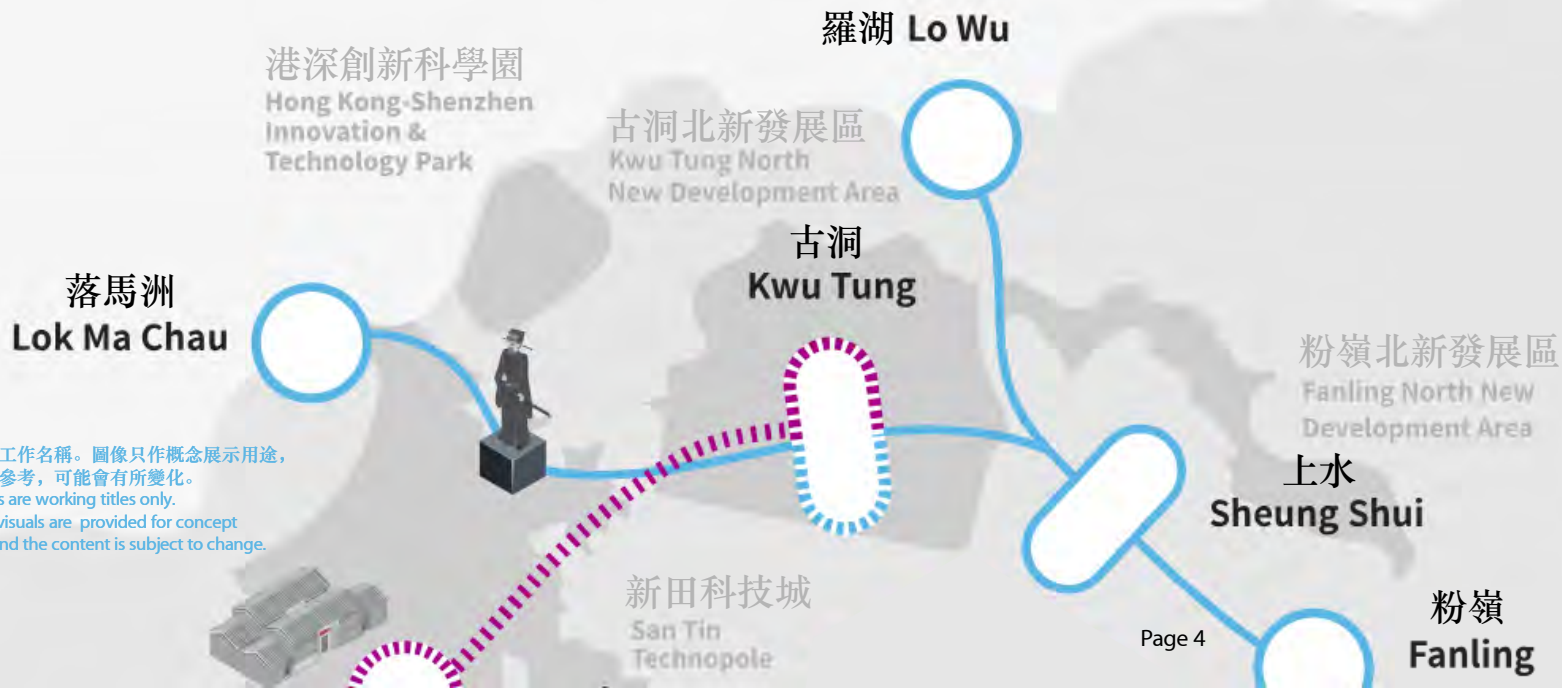 羅湖 Lo Wu
港深創新科學園
Hong Kong-Shenzhen
Innovation &
Technology Park
古洞北新發展區
Kwu Tung North
New Development Area
古洞
Kwu Tung
落馬洲
Lok Ma Chau
粉嶺北新發展區
Fanling North New
Development Area
工作名稱。圖像只作概念展示用途,
參考，可能會有所變化。
s are working titles only.
visuals are provided for concept
nd the content is subject to change.
上水
Sheung Shui
新田科技城
San Tin
Technopole
Page 4
粉嶺
Fanling